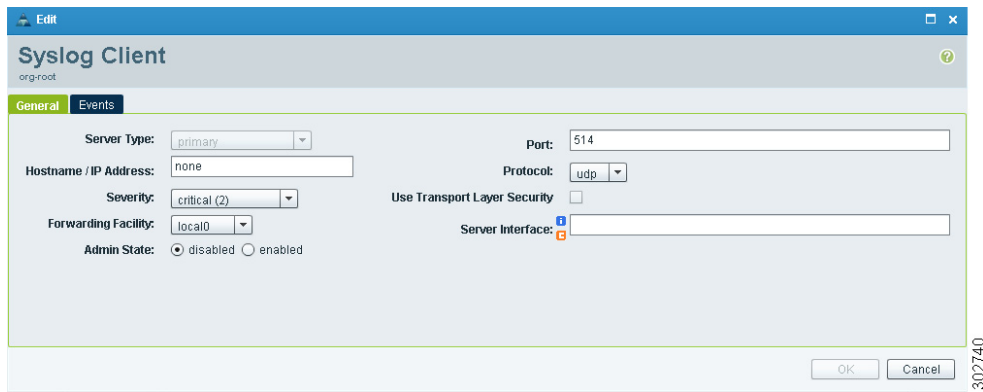 Edit
Syslog Client
org-root
General Events
Server Type: primary
Hostname / IP Address: none
Severity: critical (2)
Forwarding Facility: local0
Admin State: disabled enabled
Port: 514
Protocol: udp
Use Transport Layer Security
Server Interface:
OK Cancel
302740